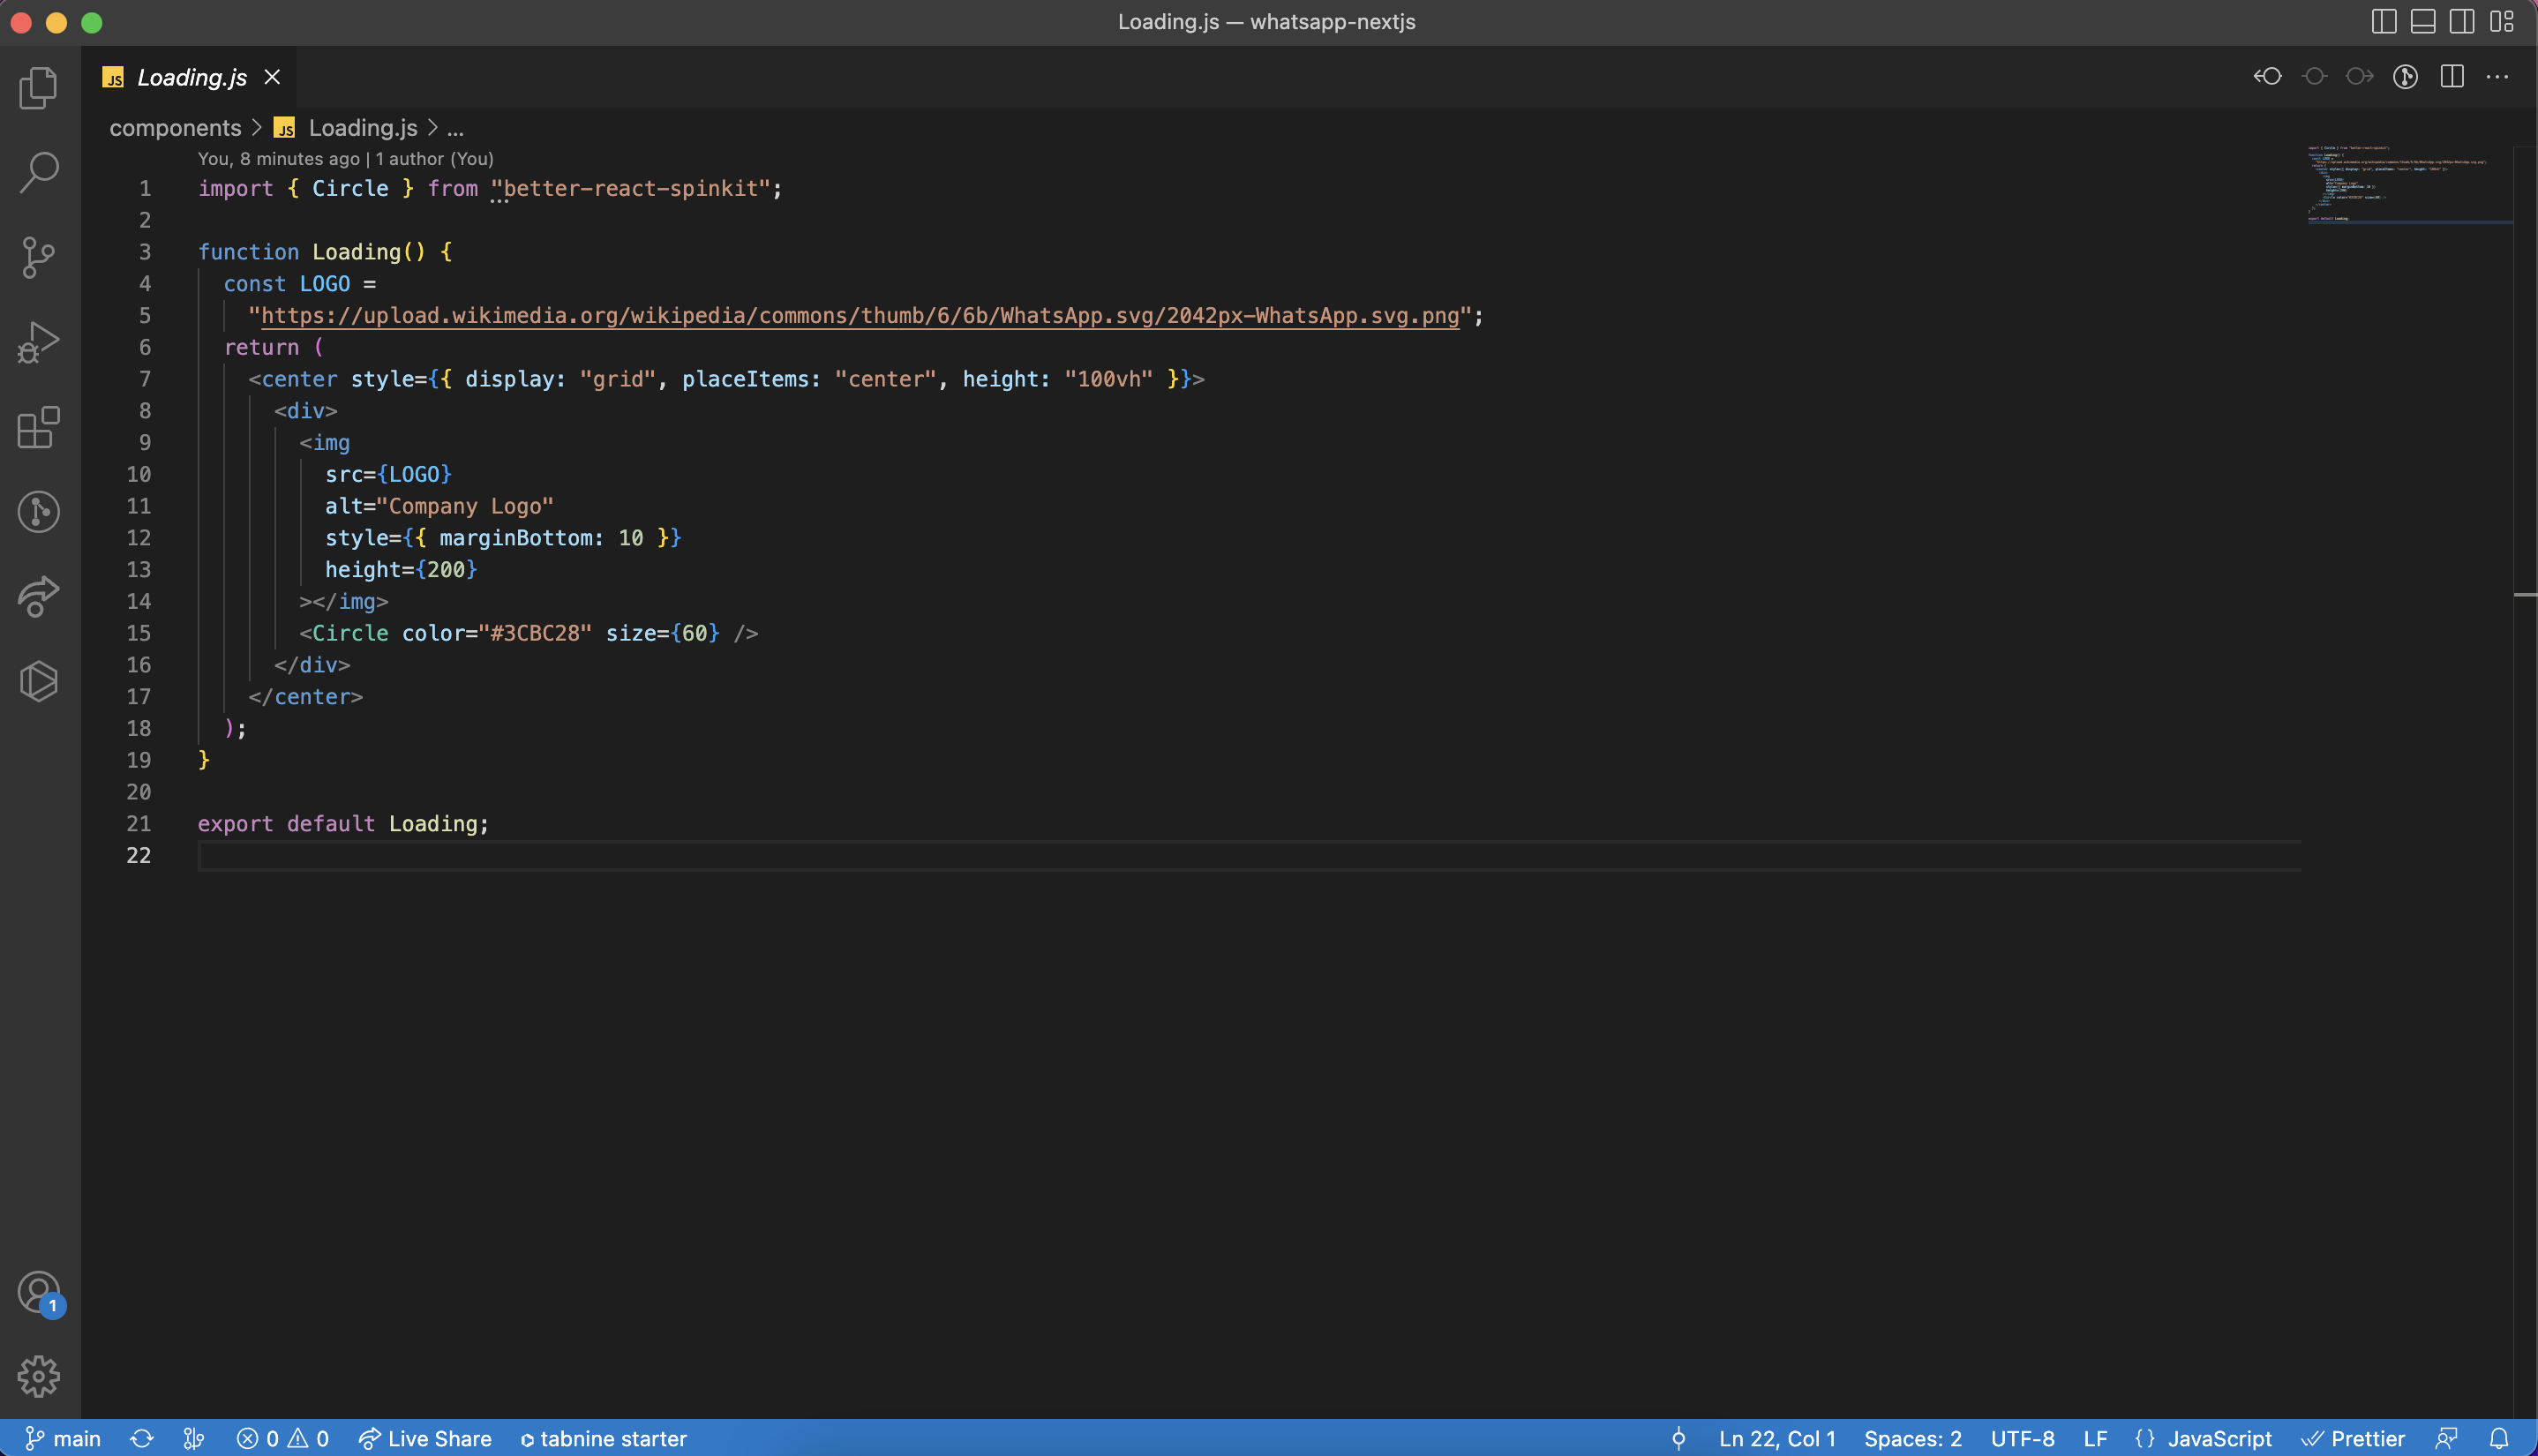 Loading.js — whatsapp-nextjs
JS Loading.js
components > JS Loading.js > ...
You, 8 minutes ago | 1 author (You)
1 import { Circle } from "better-react-spinkit";
2
3 function Loading() {
4 const LOGO =
5 "https://upload.wikimedia.org/wikipedia/commons/thumb/6/6b/WhatsApp.svg/2042px-WhatsApp.svg.png";
6 return (
7 <center style={{ display: "grid", placeItems: "center", height: "100vh" }}>
8 <div>
9 <img
10 src={LOGO}
11 alt="Company Logo"
12 style={{ marginBottom: 10 }}
13 height={200}
14 ></img>
15 <Circle color="#3CBC28" size={60} />
16 </div>
17 </center>
18 );
19 }
20
21 export default Loading;
22
1
main 0 0 Live Share tabnine starter Ln 22, Col 1 Spaces: 2 UTF-8 LF {} JavaScript Prettier